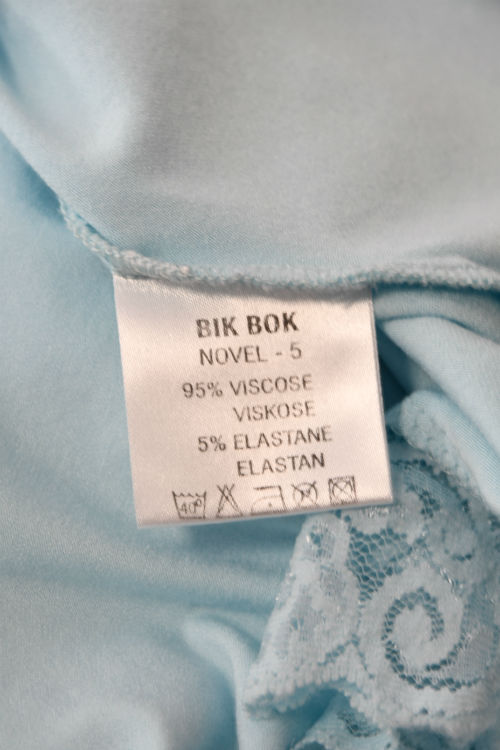 BIK BOK
NOVEL - 5
95% VISCOSE
VISKOSE
5% ELASTANE
ELASTAN
40°